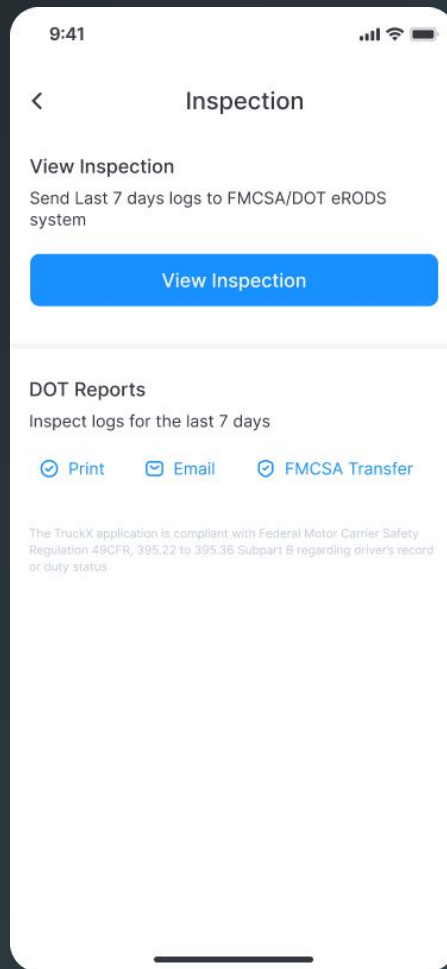 9:41
Inspection
View Inspection
Send Last 7 days logs to FMCSA/DOT eRODS
system
View Inspection
DOT Reports
Inspect logs for the last 7 days
Print Email FMCSA Transfer
The TruckX application is compliant with Federal Motor Carrier Safety
Regulation 49CFR, 395.22 to 395.36 Subpart B regarding driver's record
or duty status